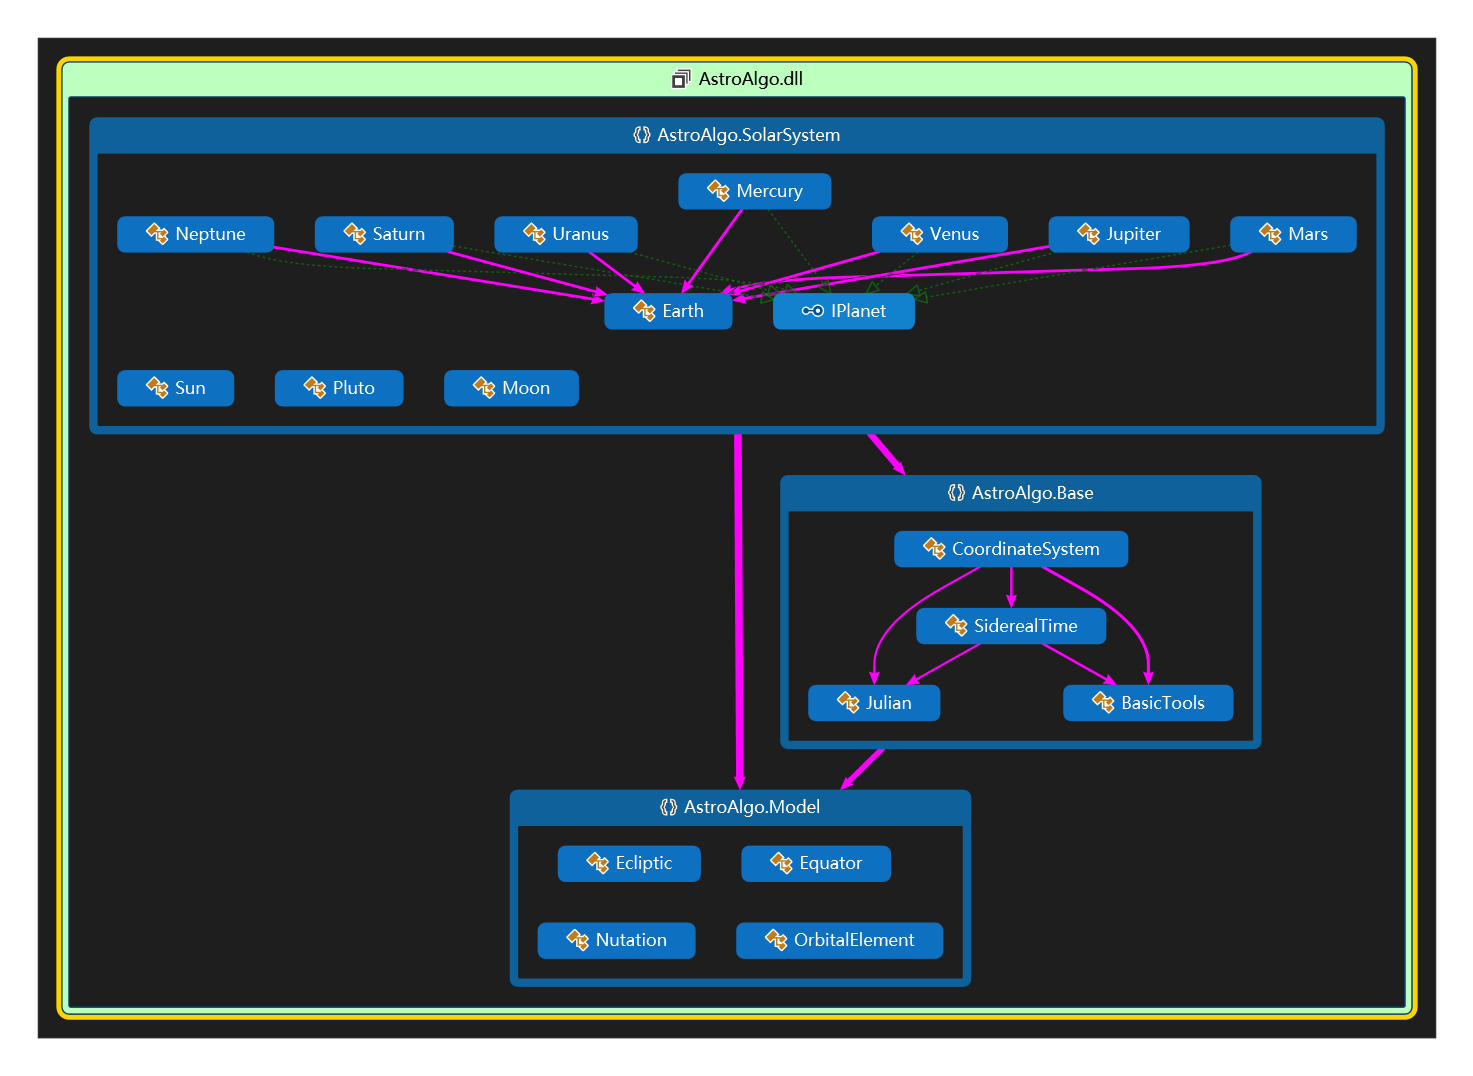 AstroAlgo.dll
AstroAlgo.SolarSystem
Mercury
Neptune
Saturn
Uranus
Venus
Jupiter
Mars
Earth
IPlanet
Sun
Pluto
Moon
AstroAlgo.Base
CoordinateSystem
SiderealTime
Julian
BasicTools
AstroAlgo.Model
Ecliptic
Equator
Nutation
OrbitalElement